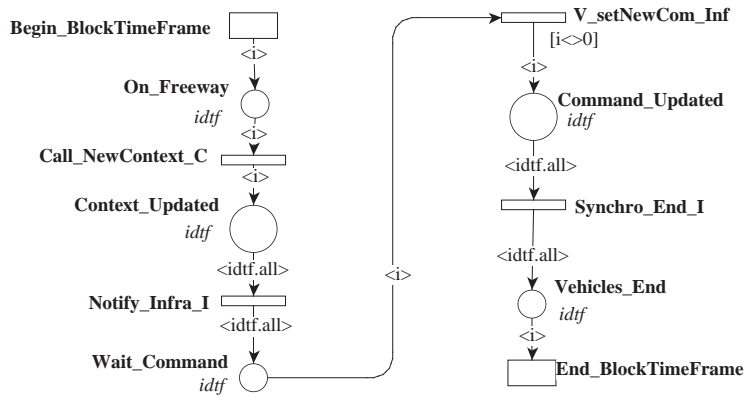 Begin_BlockTimeFrame
<i>
On_Freeway
idtf
<i>
Call_NewContext_C
<i>
Context_Updated
idtf
<idtf.all>
Notify_Infra_I
<idtf.all>
Wait_Command
idtf
<i>
V_setNewCom_Inf
[i<>0]
<i>
Command_Updated
idtf
<idtf.all>
Synchro_End_I
<idtf.all>
Vehicles_End
idtf
<i>
End_BlockTimeFrame